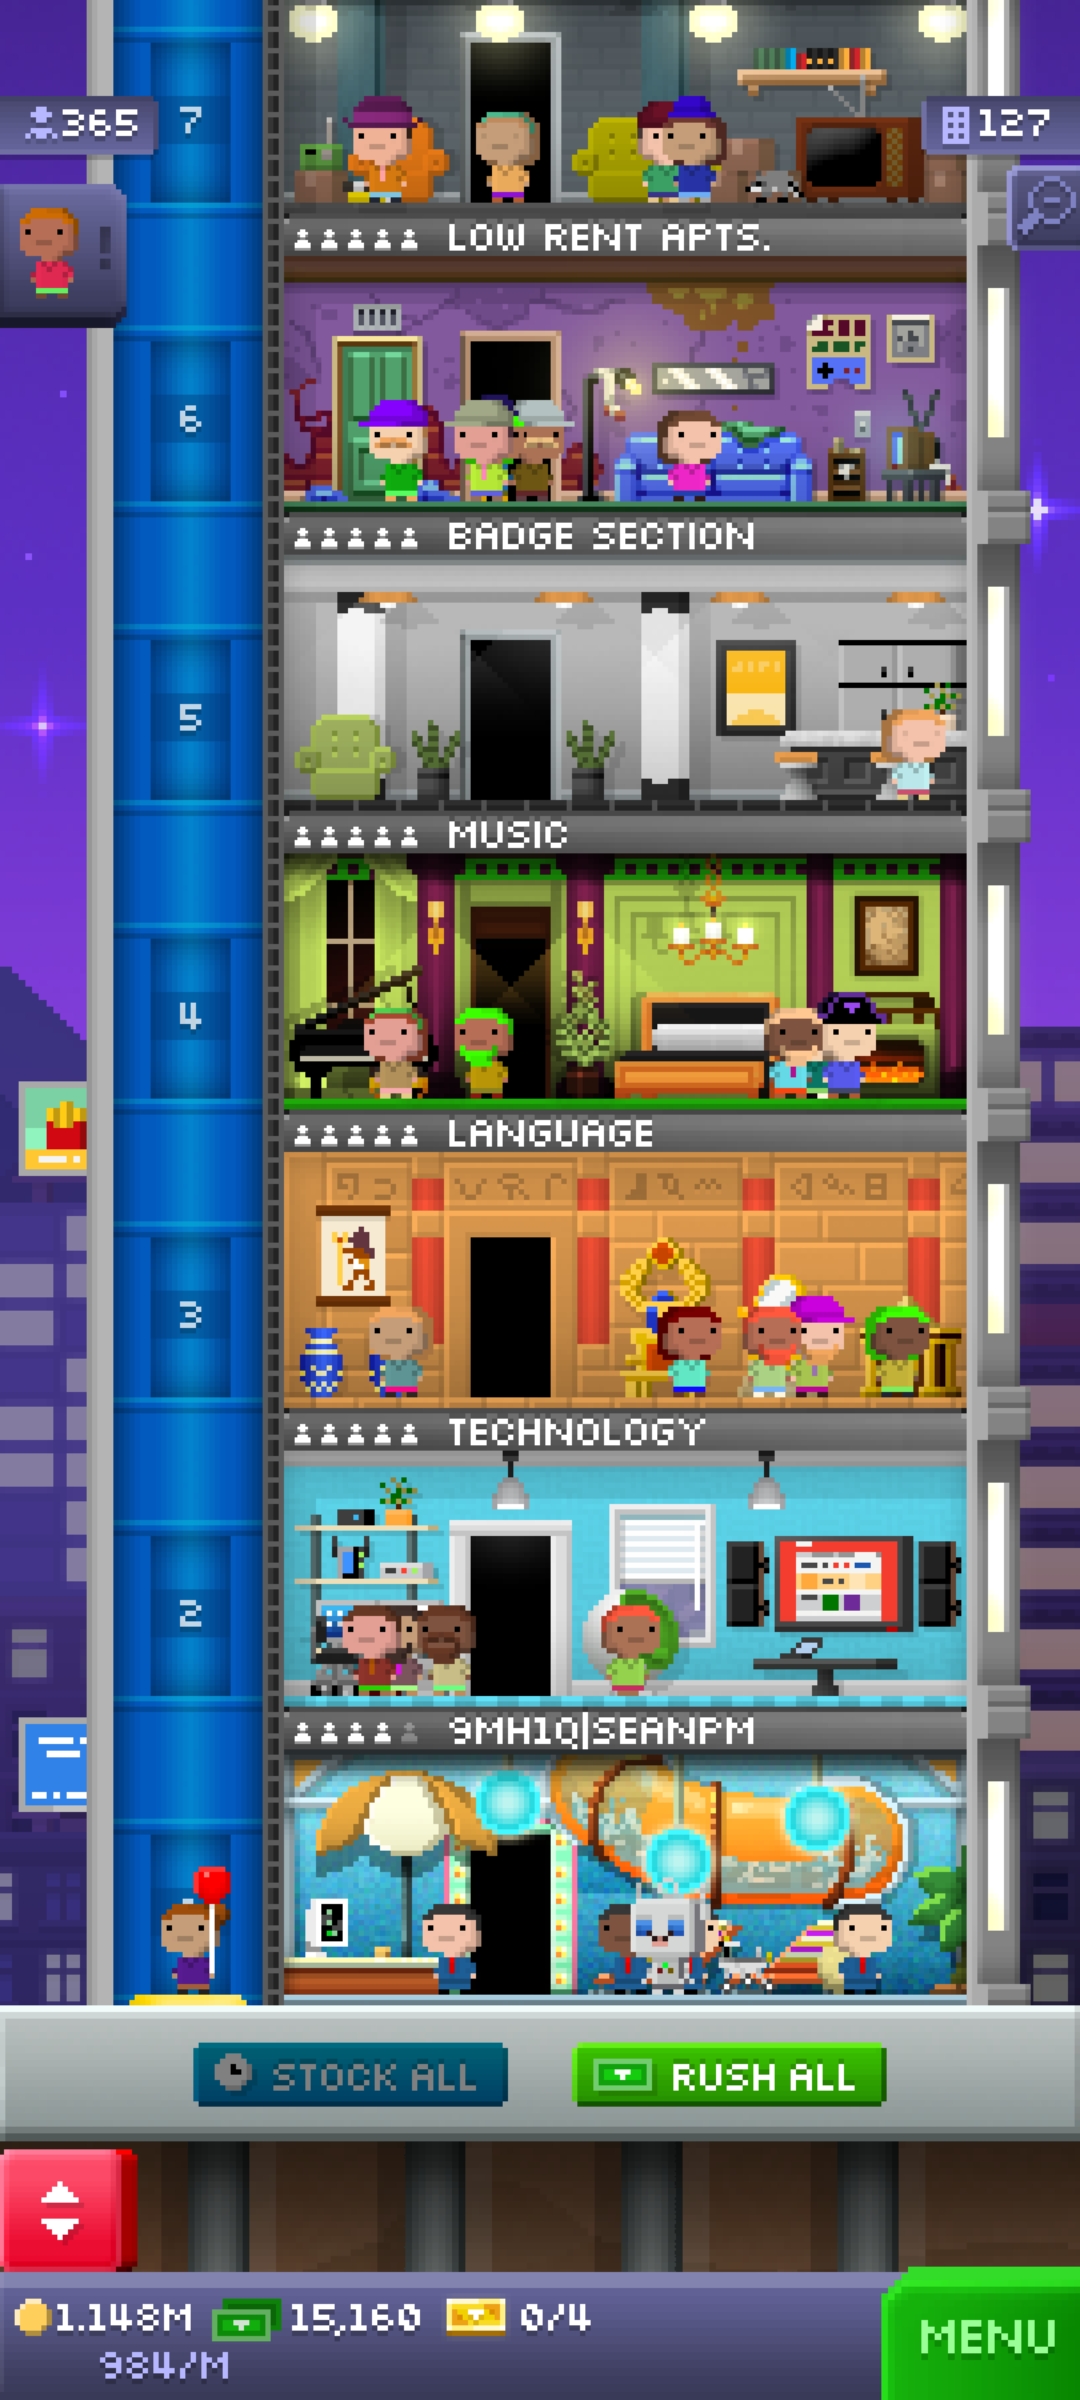 365
7
127
LOW RENT APTS.
6
BADGE SECTION
5
MUSIC
4
LANGUAGE
3
TECHNOLOGY
2
9MH1Q|SEANPM
STOCK ALL
RUSH ALL
1.148M
15,160
0/4
984/M
MENU